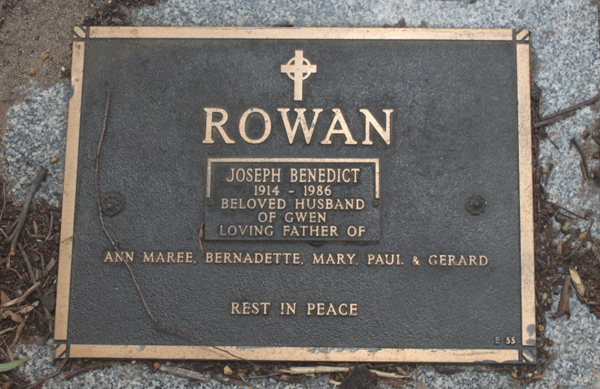 ROWAN
JOSEPH BENEDICT
1914 - 1986
BELOVED HUSBAND
OF GWEN
LOVING FATHER OF
ANN MAREE, BERNADETTE, MARY, PAUL & GERARD
REST IN PEACE
E 33